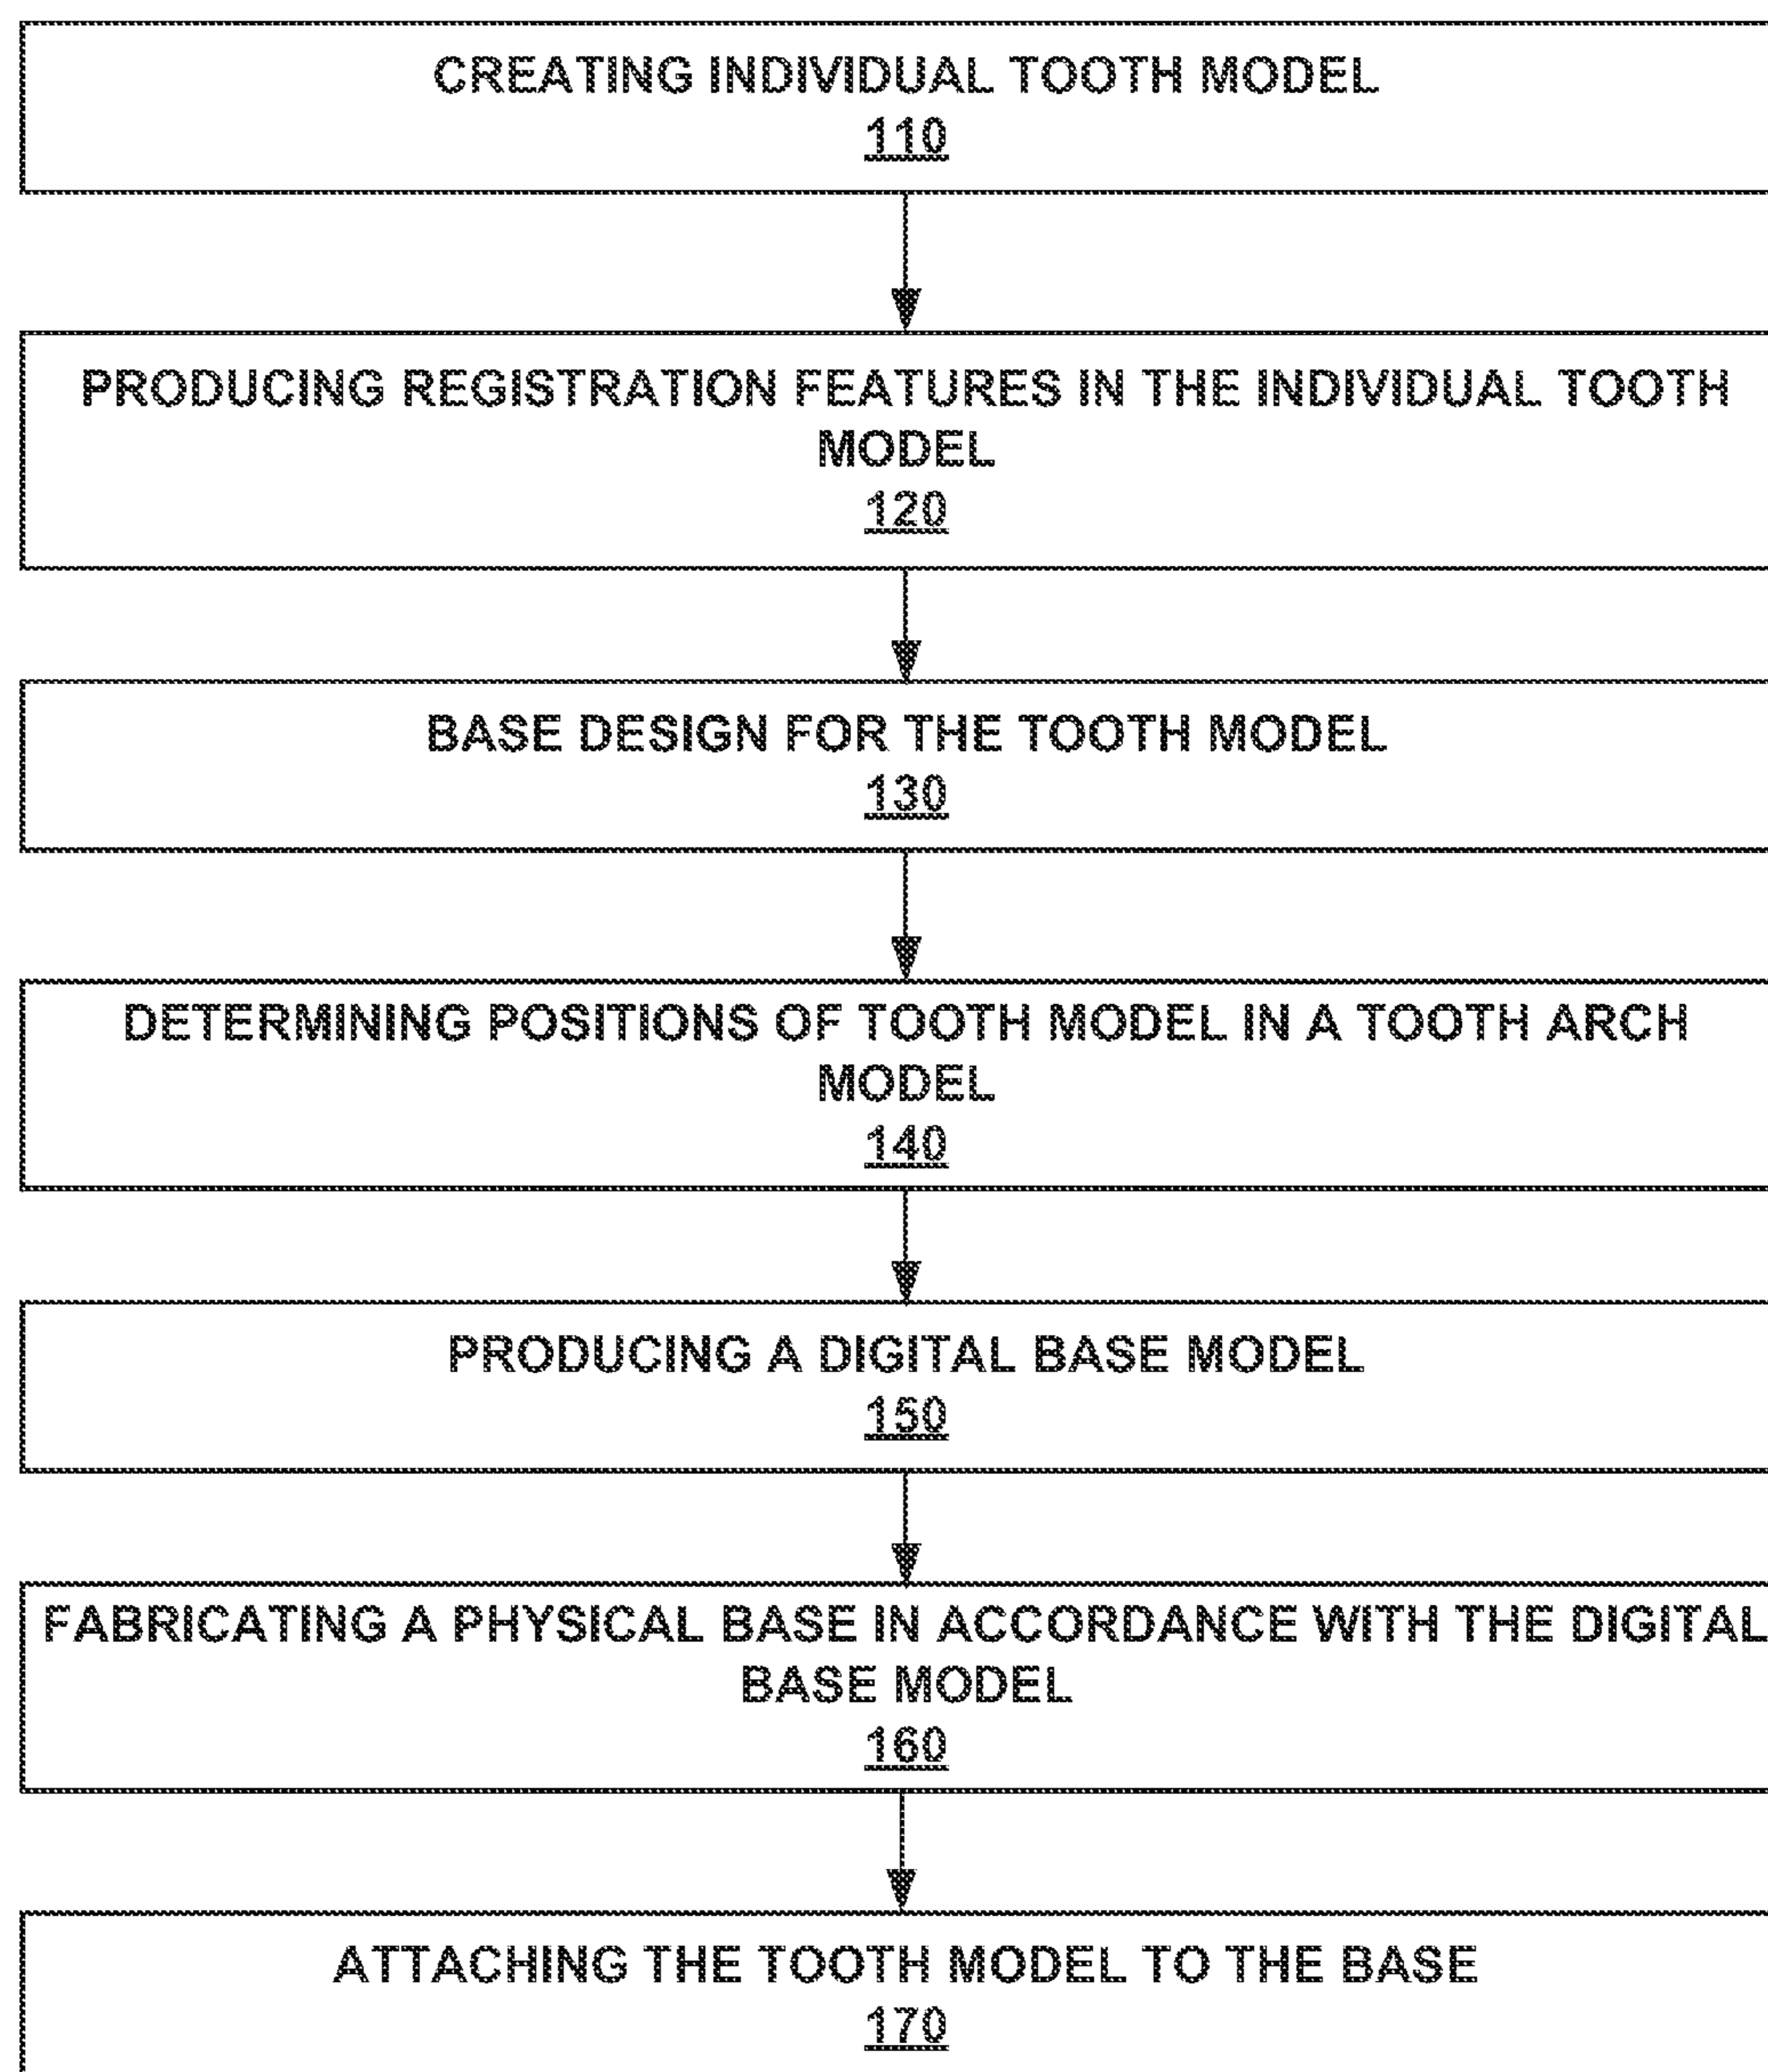 CREATING INDIVIDUAL TOOTH MODEL
110
PRODUCING REGISTRATION FEATURES IN THE INDIVIDUAL TOOTH
MODEL
120
BASE DESIGN FOR THE TOOTH MODEL
130
DETERMINING POSITIONS OF TOOTH MODEL IN A TOOTH ARCH
MODEL
140
PRODUCING A DIGITAL BASE MODEL
150
FABRICATING A PHYSICAL BASE IN ACCORDANCE WITH THE DIGITAL
BASE MODEL
160
ATTACHING THE TOOTH MODEL TO THE BASE
170